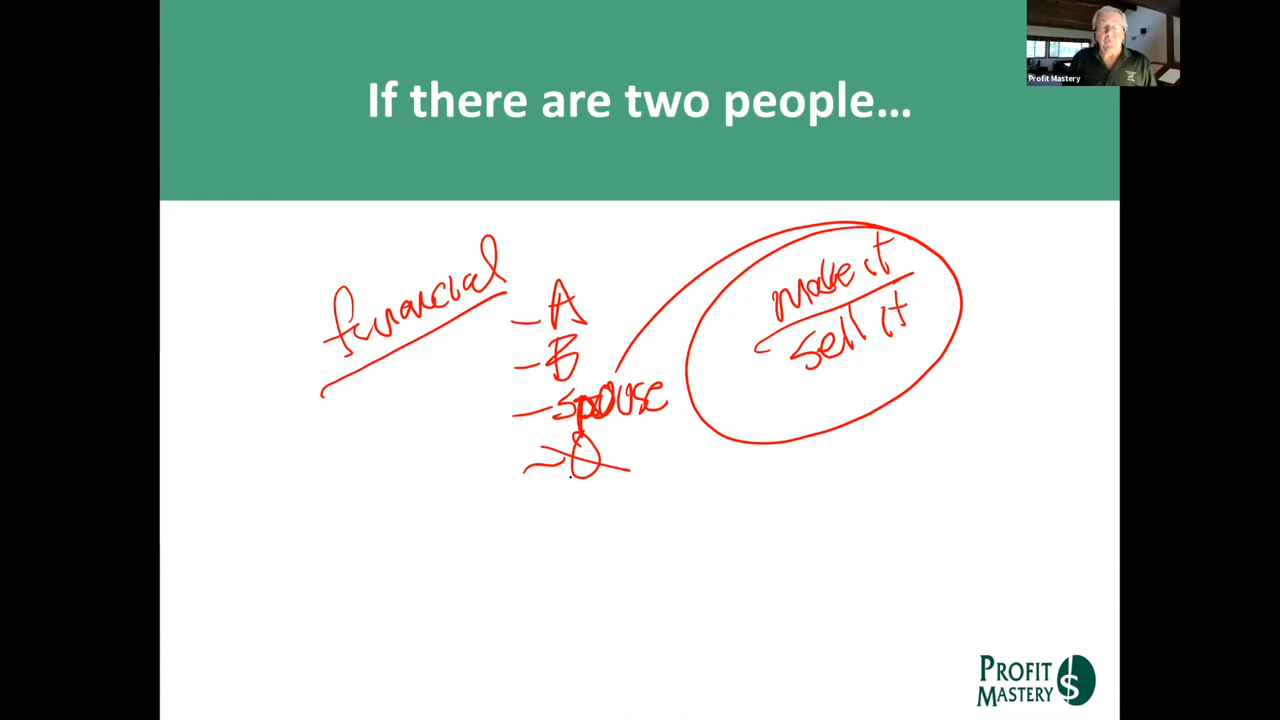 Profit Mastery
If there are two people...
financial
- A
- B
- Spouse
make it
sell it
PROFIT
MASTERY